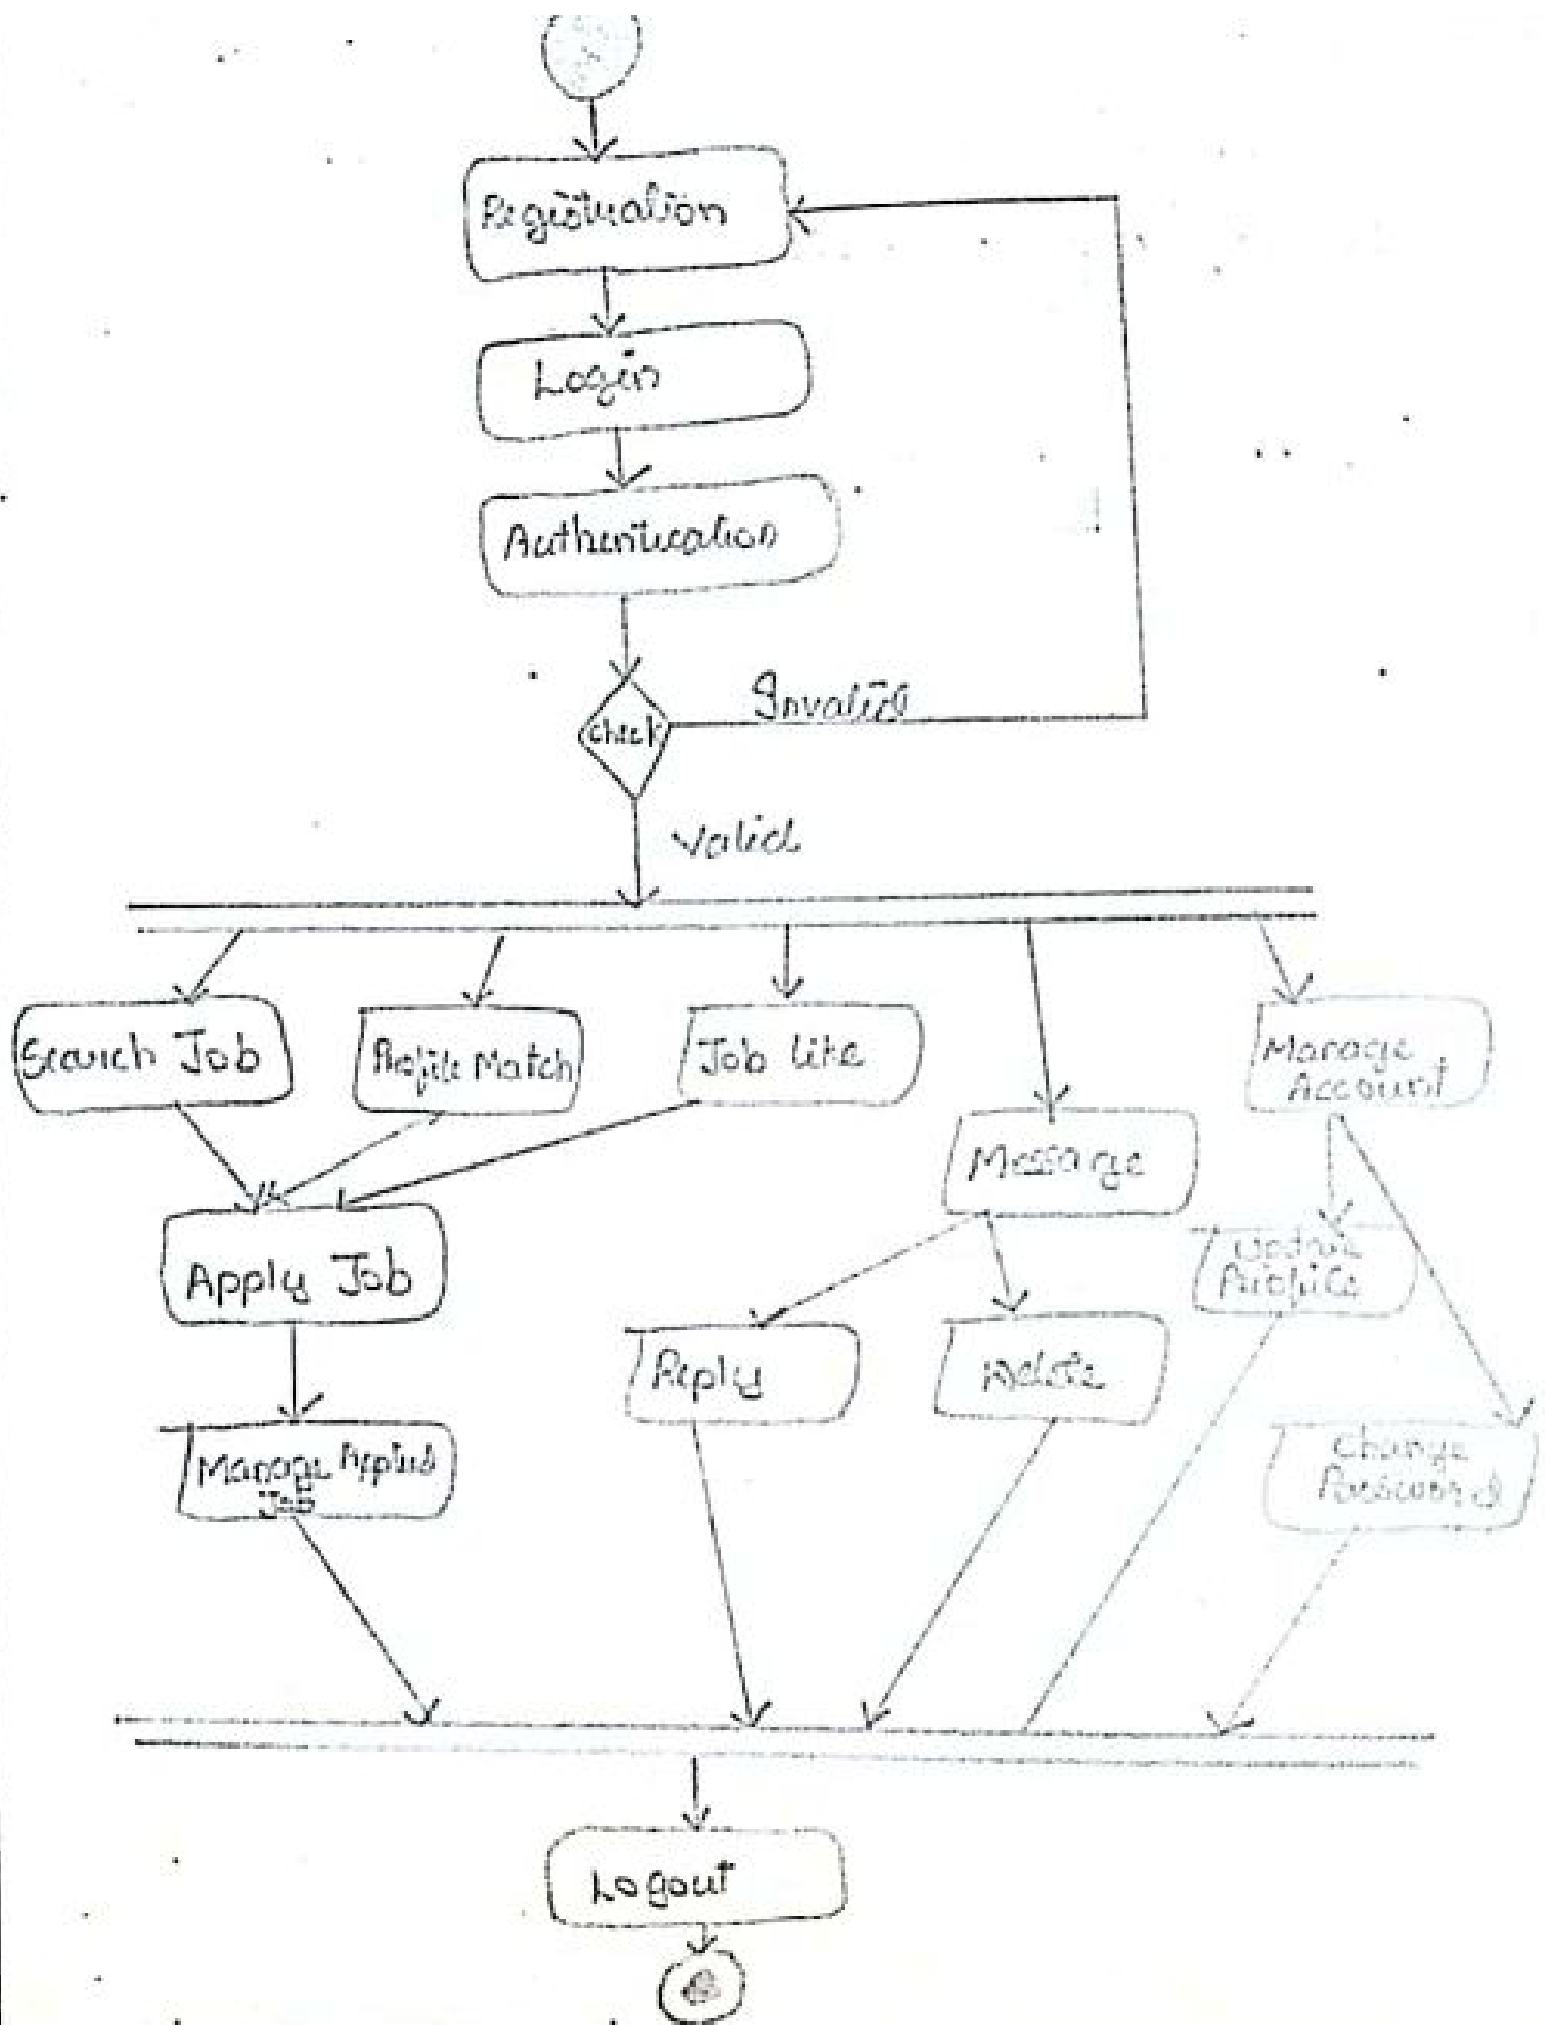 Registration
Login
Authentication
check
Invalid
Valid
Search Job
Profile Match
Job like
Manage
Account
Message
Update
Profile
Apply Job
Reply
Delete
Manage Applied
Job
Change
Password
Logout